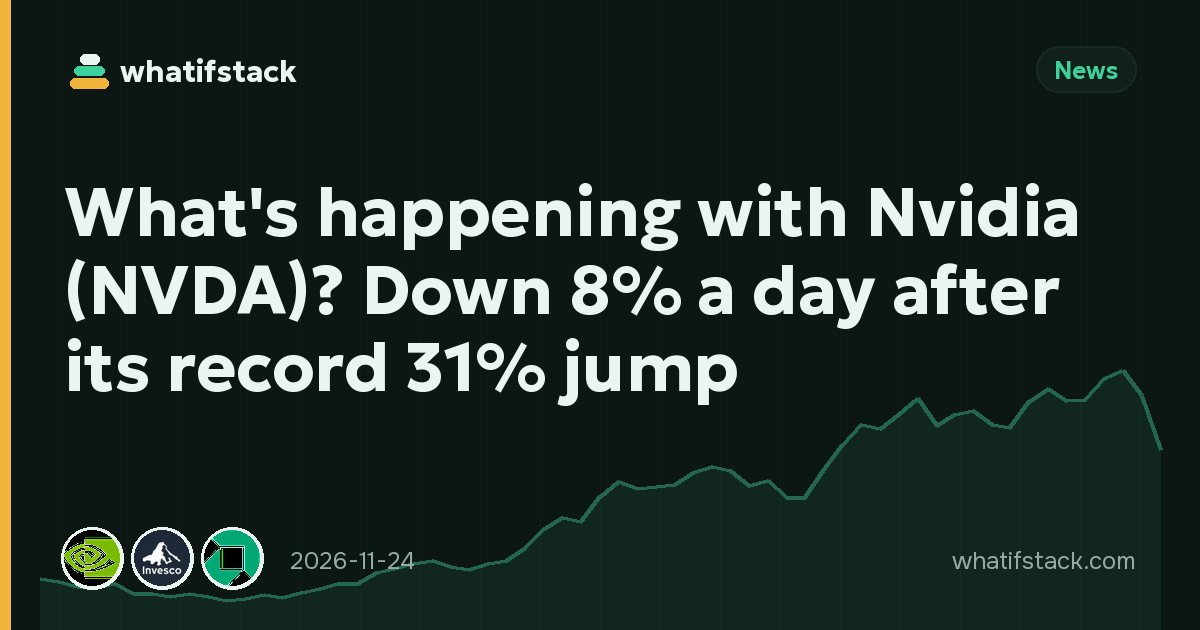 whatifstack
News
What's happening with Nvidia
(NVDA)? Down 8% a day after
its record 31% jump
Invesco
2026-11-24
whatifstack.com